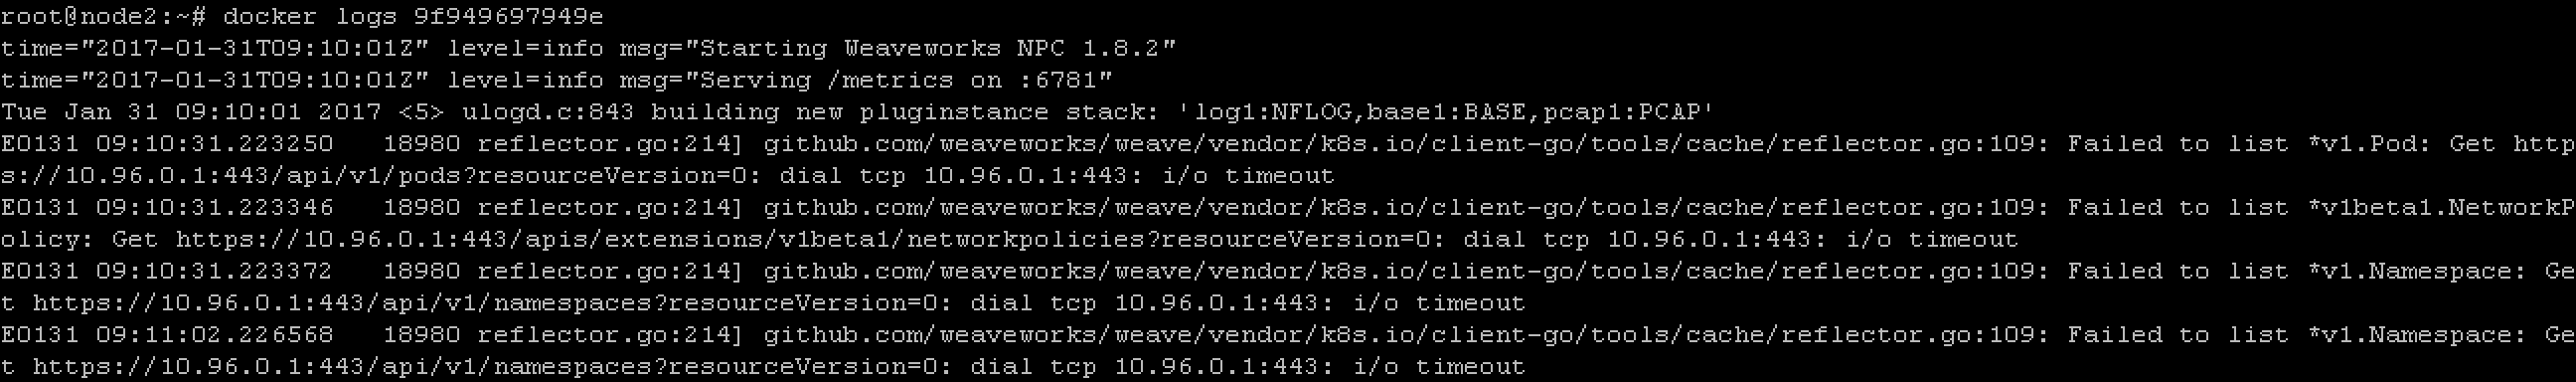 root@node2:~# docker logs 9f949697949e
time="2017-01-31T09:10:01Z" level=info msg="Starting Weaveworks NPC 1.8.2"
time="2017-01-31T09:10:01Z" level=info msg="Serving /metrics on :6781"
Tue Jan 31 09:10:01 2017 <5> ulogd.c:843 building new pluginstance stack: 'log1:NFLOG,base1:BASE,pcap1:PCAP'
E0131 09:10:31.223250   18980 reflector.go:214] github.com/weaveworks/weave/vendor/k8s.io/client-go/tools/cache/reflector.go:109: Failed to list *v1.Pod: Get http
s://10.96.0.1:443/api/v1/pods?resourceVersion=0: dial tcp 10.96.0.1:443: i/o timeout
E0131 09:10:31.223346   18980 reflector.go:214] github.com/weaveworks/weave/vendor/k8s.io/client-go/tools/cache/reflector.go:109: Failed to list *v1beta1.NetworkP
olicy: Get https://10.96.0.1:443/apis/extensions/v1beta1/networkpolicies?resourceVersion=0: dial tcp 10.96.0.1:443: i/o timeout
E0131 09:10:31.223372   18980 reflector.go:214] github.com/weaveworks/weave/vendor/k8s.io/client-go/tools/cache/reflector.go:109: Failed to list *v1.Namespace: Ge
t https://10.96.0.1:443/api/v1/namespaces?resourceVersion=0: dial tcp 10.96.0.1:443: i/o timeout
E0131 09:11:02.226568   18980 reflector.go:214] github.com/weaveworks/weave/vendor/k8s.io/client-go/tools/cache/reflector.go:109: Failed to list *v1.Namespace: Ge
t https://10.96.0.1:443/api/v1/namespaces?resourceVersion=0: dial tcp 10.96.0.1:443: i/o timeout